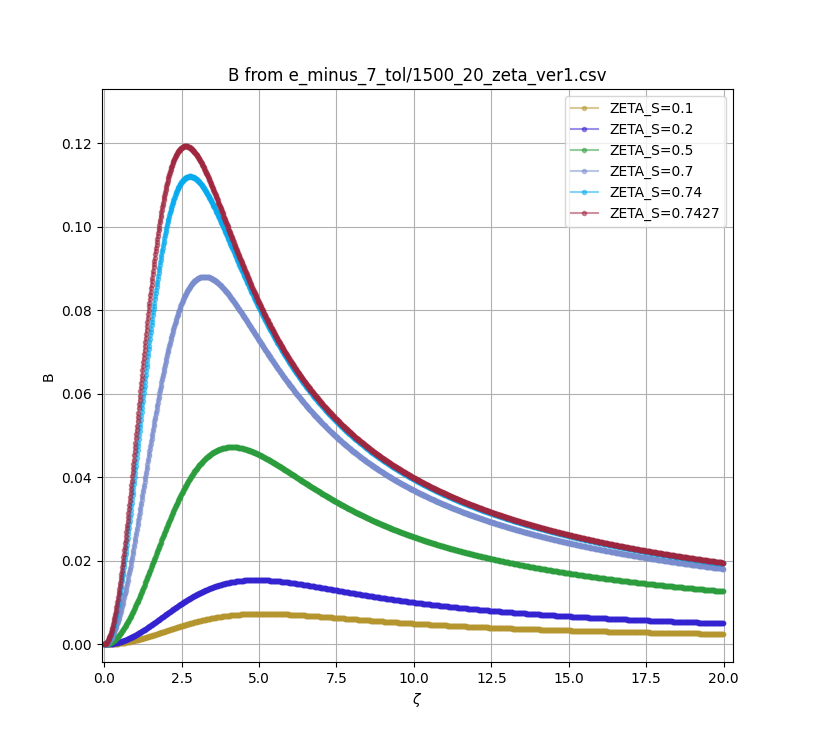 B from e_minus_7_tol/1500_20_zeta_ver1.csv
ZETA_S=0.1
ZETA_S=0.2
ZETA_S=0.5
ZETA_S=0.7
ZETA_S=0.74
ZETA_S=0.7427
0.12
0.10
0.08
0.06
0.04
0.02
0.00
B
0.0 2.5 5.0 7.5 10.0 12.5 15.0 17.5 20.0
ζ